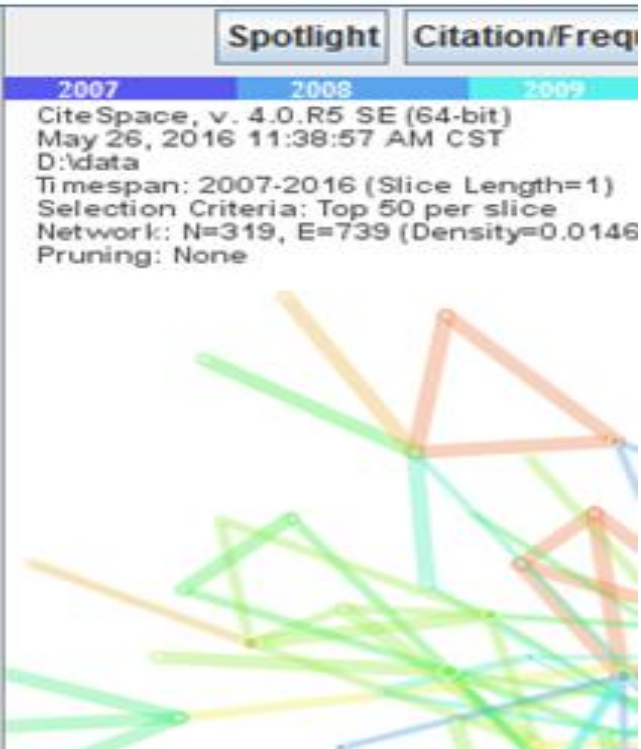 Spotlight Citation/Frequ
2007 2008 2009
CiteSpace, v. 4.0.R5 SE (64-bit)
May 26, 2016 11:38:57 AM CST
D:\data
Timespan: 2007-2016 (Slice Length=1)
Selection Criteria: Top 50 per slice
Network: N=319, E=739 (Density=0.0146
Pruning: None